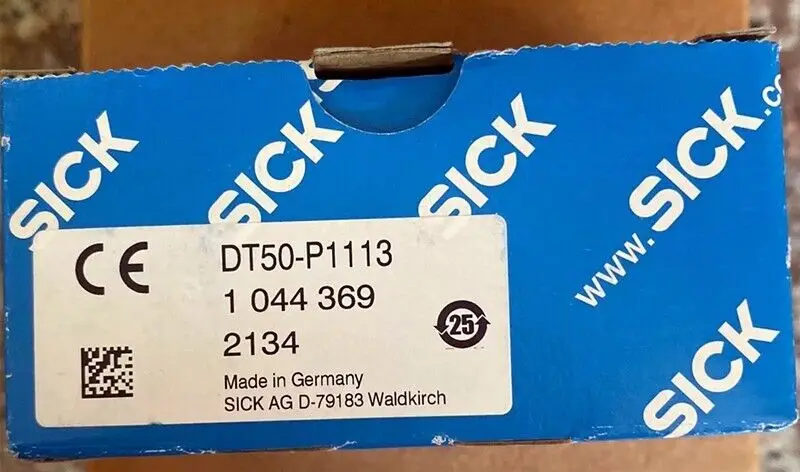 SICK
SICK
SICK
www.SICK.co
SICK
CE
DT50-P1113
1 044 369
2134
25
Made in Germany
SICK AG D-79183 Waldkirch